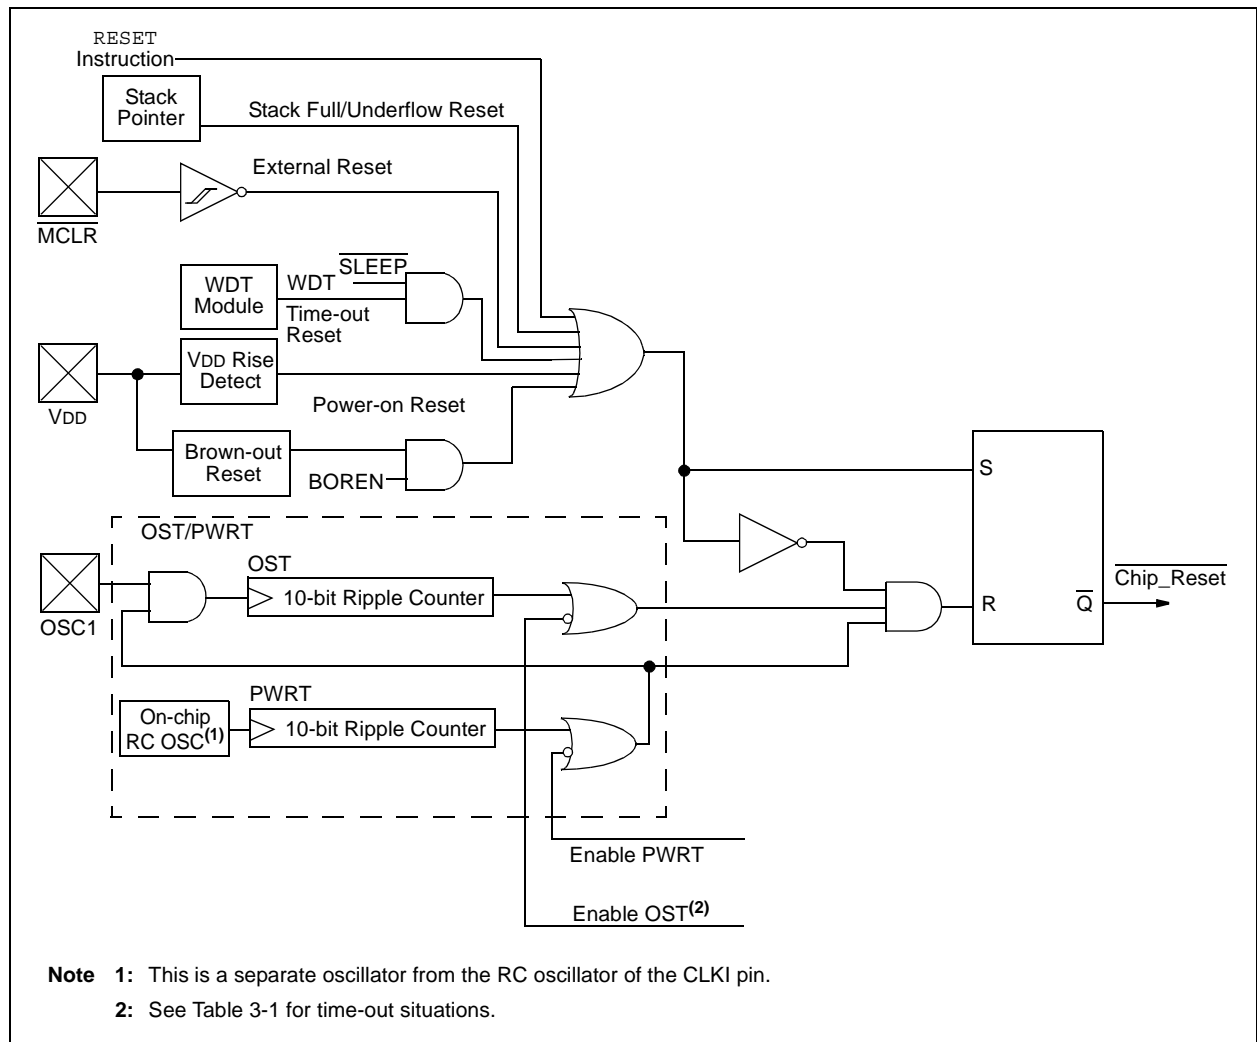 RESET
Instruction
Stack
Pointer
Stack Full/Underflow Reset
External Reset
MCLR
SLEEP
WDT
Module
WDT
Time-out
Reset
VDD Rise
Detect
VDD
Power-on Reset
Brown-out
Reset
BOREN
S
OST/PWRT
OST
10-bit Ripple Counter
OSC1
Chip_Reset
R
Q
PWRT
On-chip
RC OSC(1)
10-bit Ripple Counter
Enable PWRT
Enable OST(2)
Note 1: This is a separate oscillator from the RC oscillator of the CLKI pin.
2: See Table 3-1 for time-out situations.